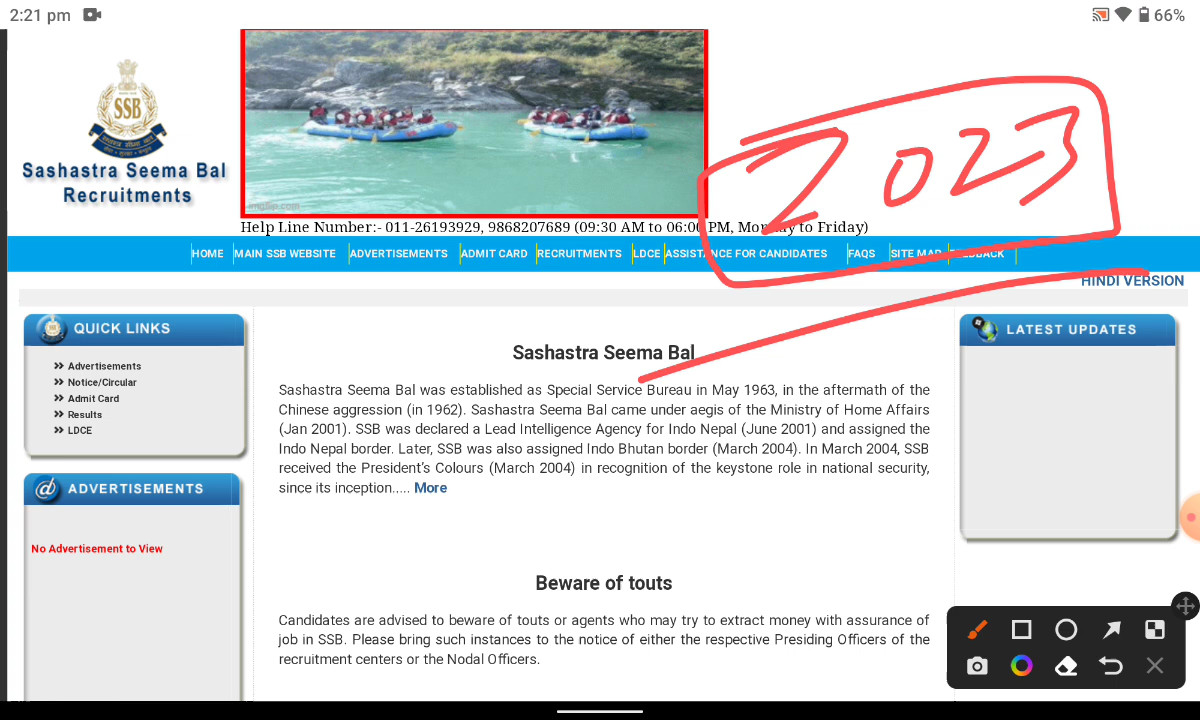 2:21 pm
66%
SSB
Sashastra Seema Bal
Recruitments
imgflip.com
2023
Help Line Number:- 011-26193929, 9868207689 (09:30 AM to 06:00 PM, Monday to Friday)
HOME MAIN SSB WEBSITE ADVERTISEMENTS ADMIT CARD RECRUITMENTS LDCE ASSISTANCE FOR CANDIDATES FAQS SITE MAP FEEDBACK
HINDI VERSION
QUICK LINKS
Advertisements
Notice/Circular
Admit Card
Results
LDCE
ADVERTISEMENTS
No Advertisement to View
Sashastra Seema Bal
Sashastra Seema Bal was established as Special Service Bureau in May 1963, in the aftermath of the
Chinese aggression (in 1962). Sashastra Seema Bal came under aegis of the Ministry of Home Affairs
(Jan 2001). SSB was declared a Lead Intelligence Agency for Indo Nepal (June 2001) and assigned the
Indo Nepal border. Later, SSB was also assigned Indo Bhutan border (March 2004). In March 2004, SSB
received the President's Colours (March 2004) in recognition of the keystone role in national security,
since its inception..... More
Beware of touts
Candidates are advised to beware of touts or agents who may try to extract money with assurance of
job in SSB. Please bring such instances to the notice of either the respective Presiding Officers of the
recruitment centers or the Nodal Officers.
LATEST UPDATES